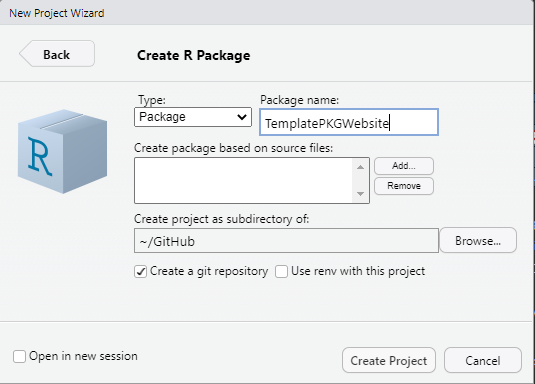 New Project Wizard
Back
Create R Package
Type:
Package name:
Package
TemplatePKGWebsite
R
Create package based on source files:
Add...
Remove
Create project as subdirectory of:
~/GitHub
Browse...
Create a git repository
Use renv with this project
Open in new session
Create Project
Cancel